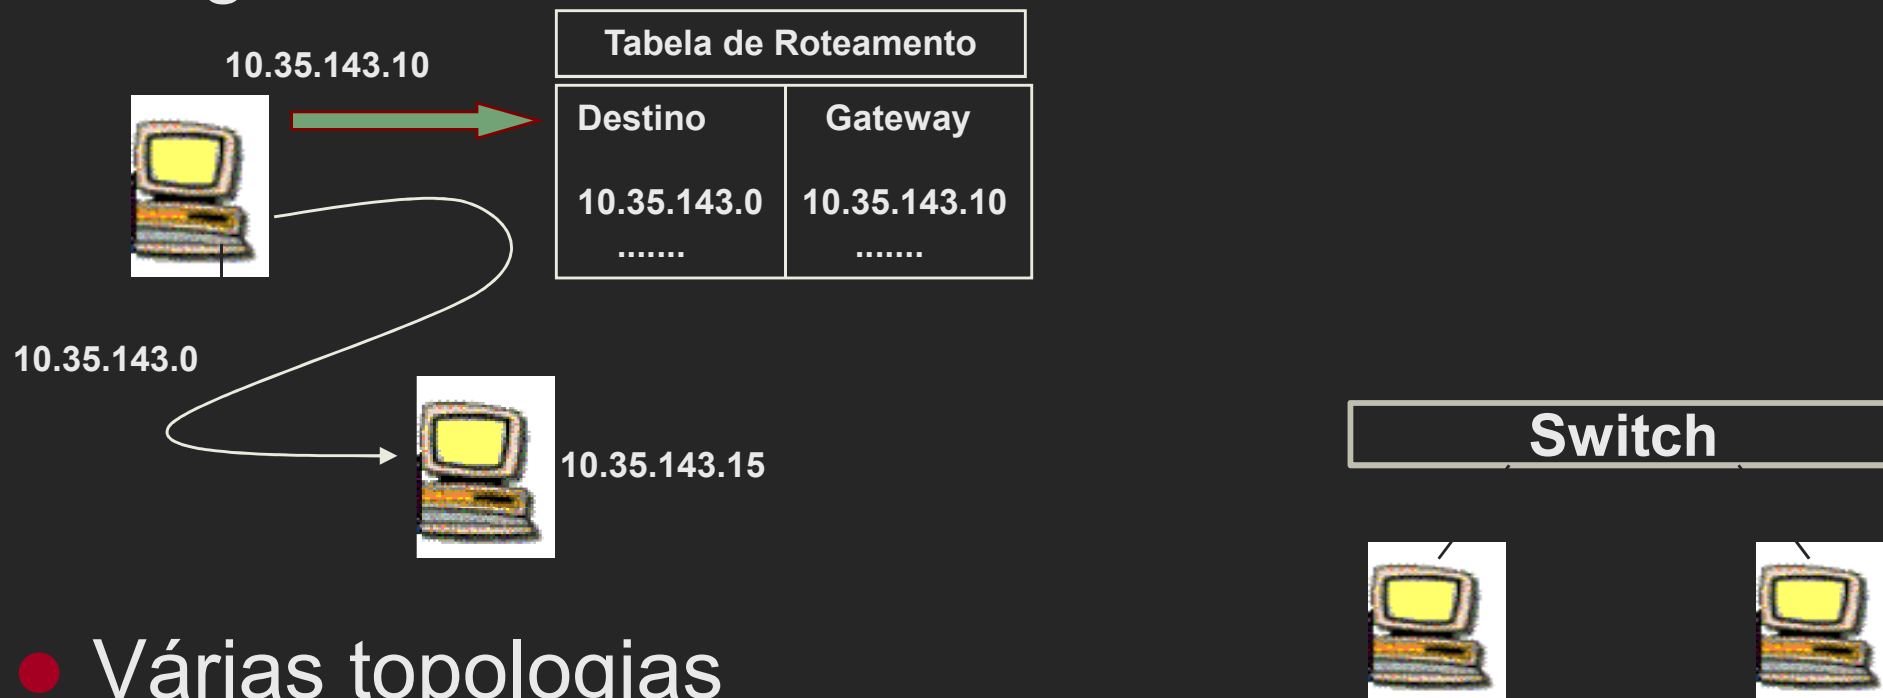 10.35.143.10
Tabela de Roteamento
Destino Gateway
10.35.143.0 10.35.143.10
....... .......
10.35.143.0
10.35.143.15
Switch
Várias topologias